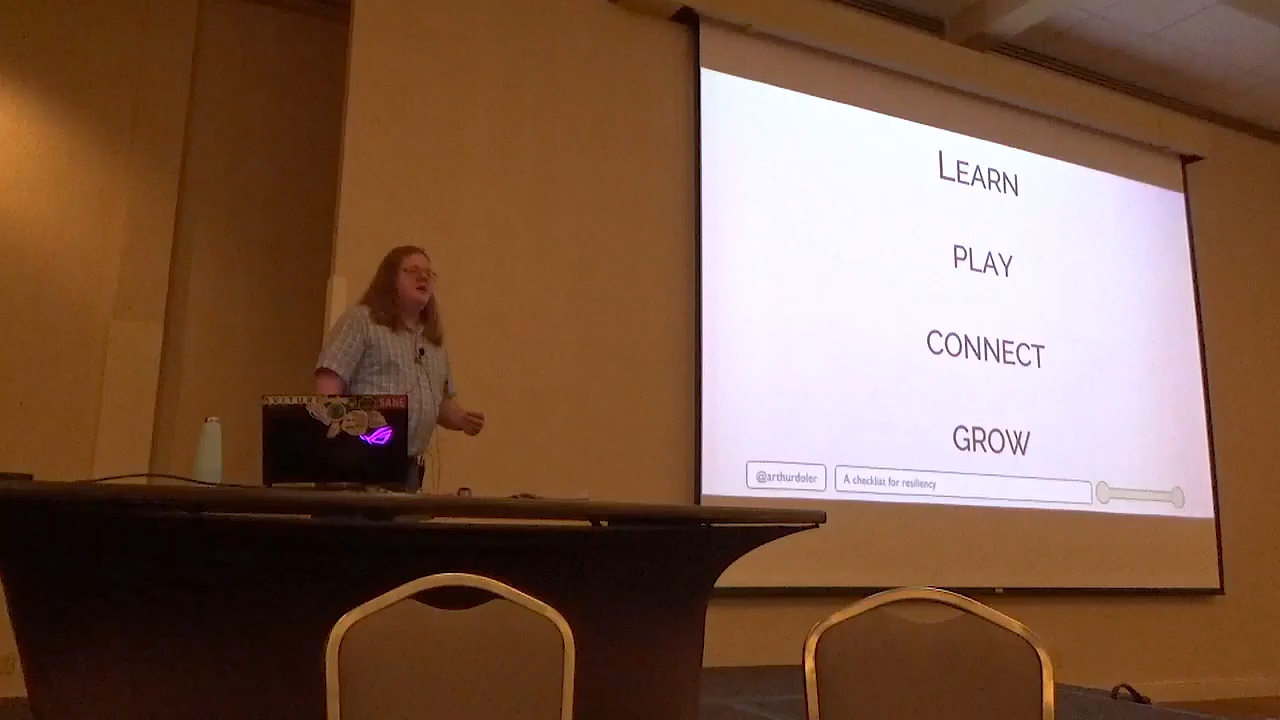 LEARN
PLAY
CONNECT
GROW
@arthurdoler
A checklist for resiliency